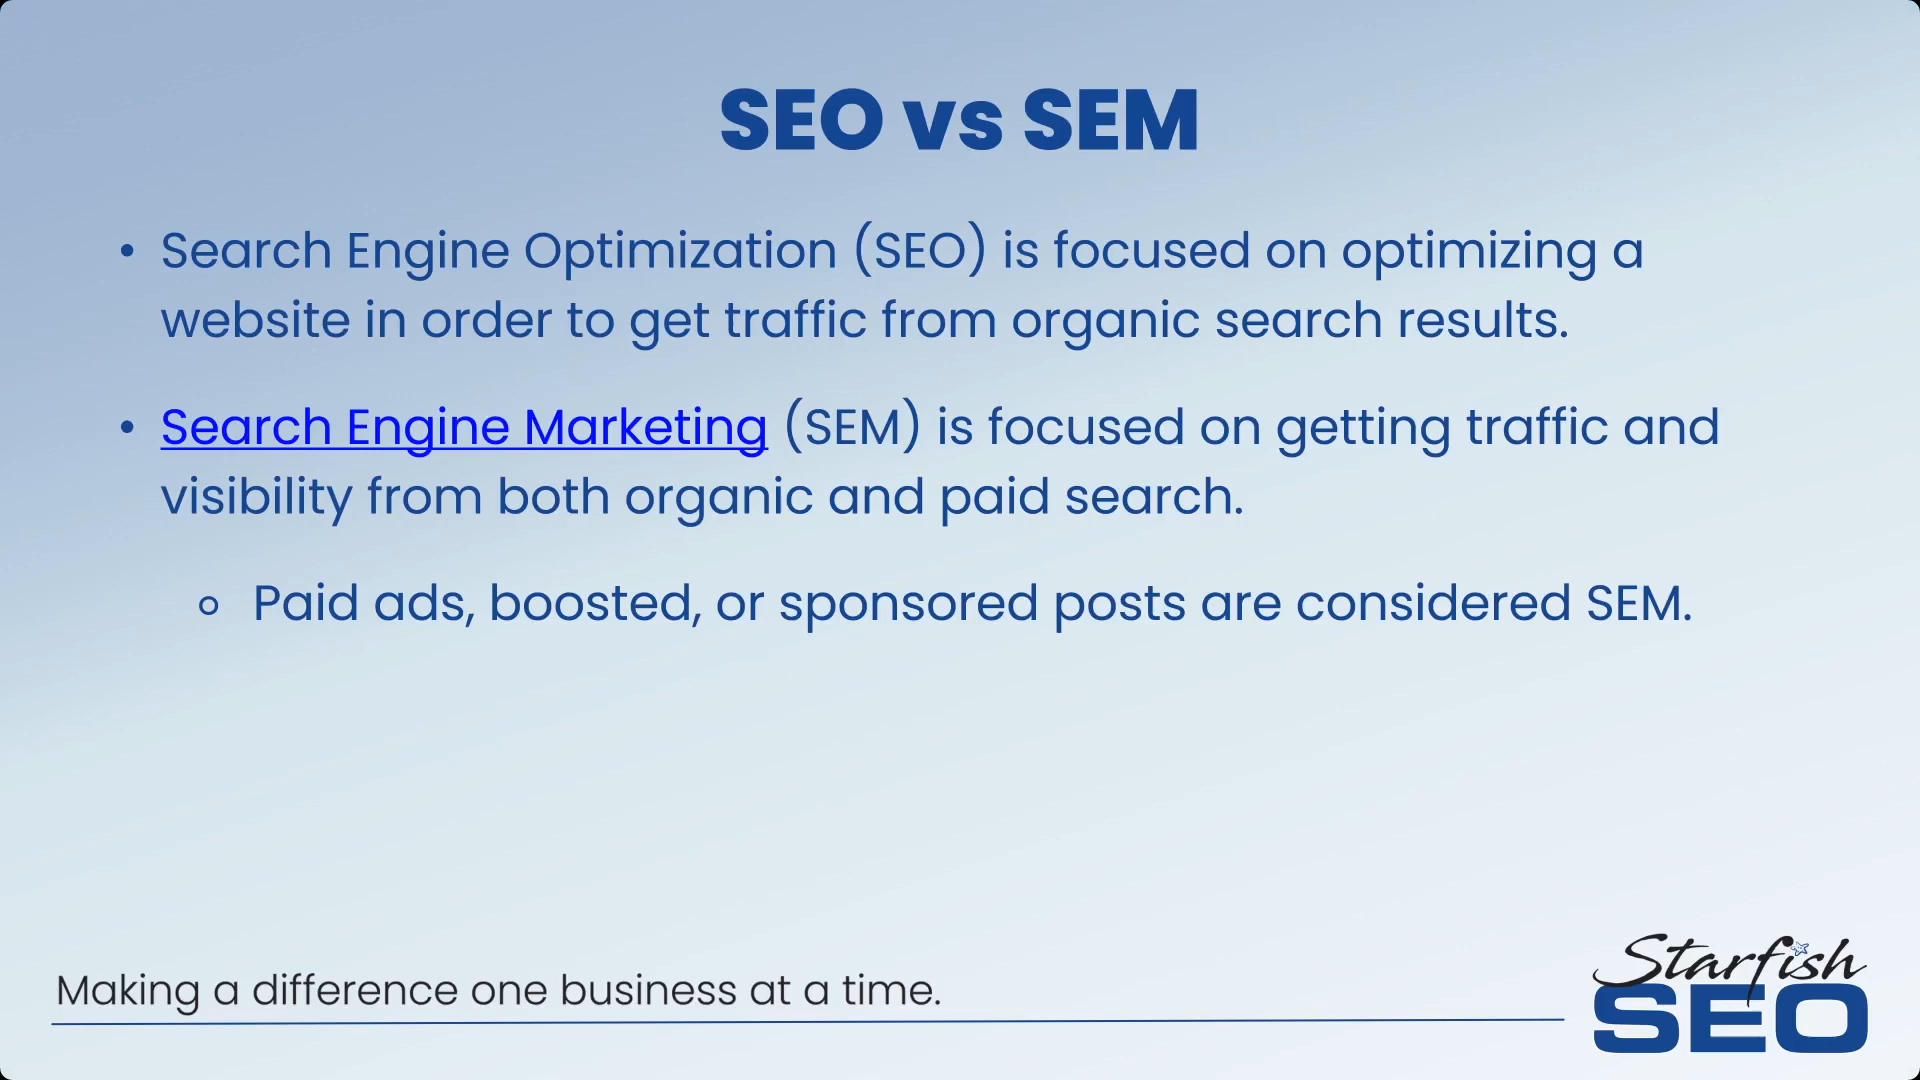 SEO vs SEM
• Search Engine Optimization (SEO) is focused on optimizing a
website in order to get traffic from organic search results.
• Search Engine Marketing (SEM) is focused on getting traffic and
visibility from both organic and paid search.
○ Paid ads, boosted, or sponsored posts are considered SEM.
Making a difference one business at a time.
Starfish
SEO